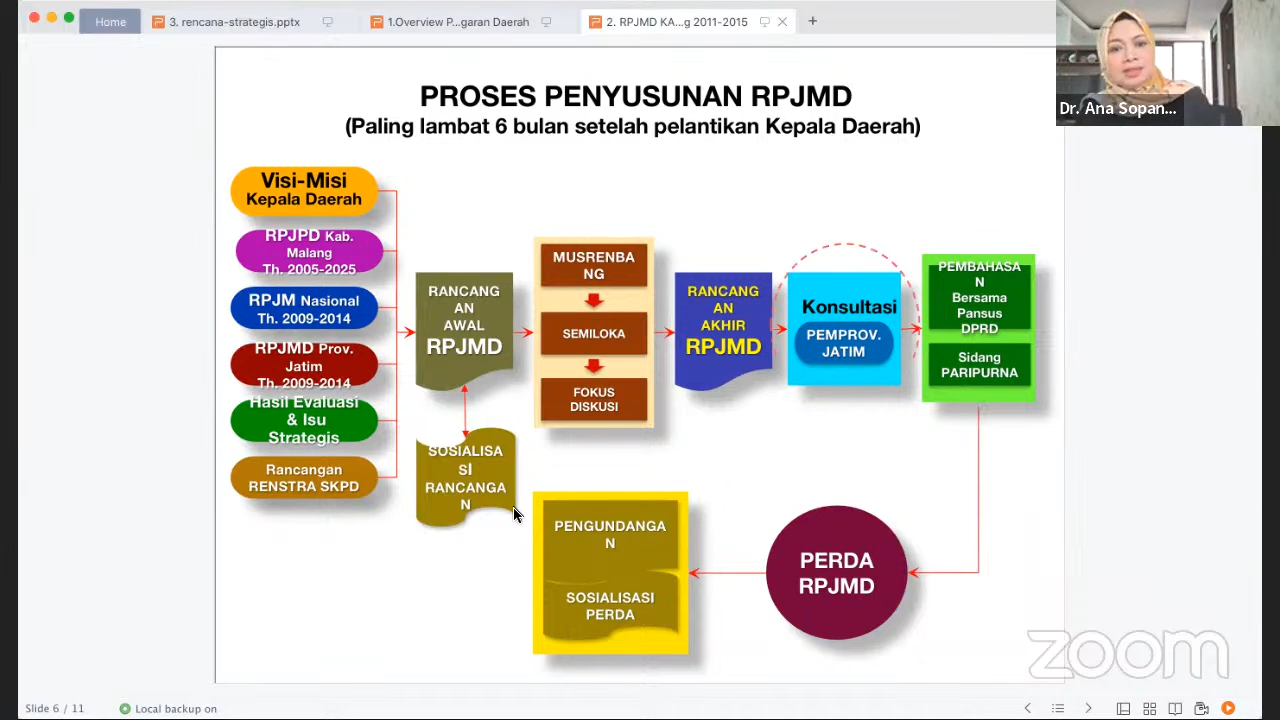 Home
3. rencana-strategis.pptx
1.Overview P...garan Daerah
2. RPJMD KA...g 2011-2015
Dr. Ana Sopan...
PROSES PENYUSUNAN RPJMD
(Paling lambat 6 bulan setelah pelantikan Kepala Daerah)
Visi-Misi
Kepala Daerah
RPJPD Kab.
Malang
Th. 2005-2025
RPJM Nasional
Th. 2009-2014
RPJMD Prov.
Jatim
Th. 2009-2014
Hasil Evaluasi
& Isu
Strategis
Rancangan
RENSTRA SKPD
RANCANG
AN
AWAL
RPJMD
SOSIALISA
SI
RANCANGA
N
MUSRENBA
NG
SEMILOKA
FOKUS
DISKUSI
RANCANG
AN
AKHIR
RPJMD
Konsultasi
PEMPROV.
JATIM
PEMBAHASA
N
Bersama
Pansus
DPRD
Sidang
PARIPURNA
PERDA
RPJMD
PENGUNDANGA
N
SOSIALISASI
PERDA
zoom
Slide 6 / 11
Local backup on